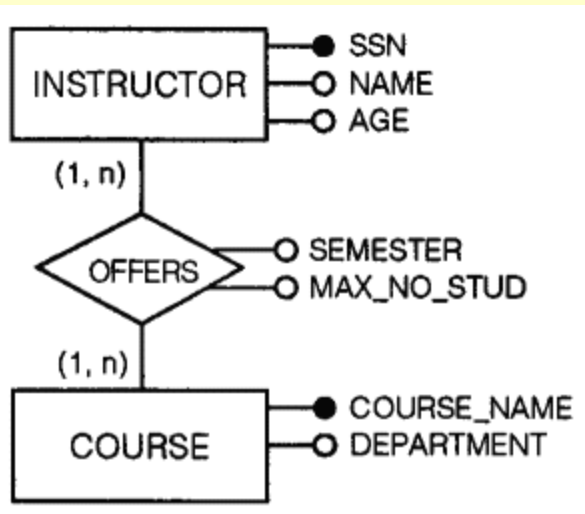 INSTRUCTOR
SSN
NAME
AGE
(1, n)
OFFERS
SEMESTER
MAX_NO_STUD
(1, n)
COURSE
COURSE_NAME
DEPARTMENT